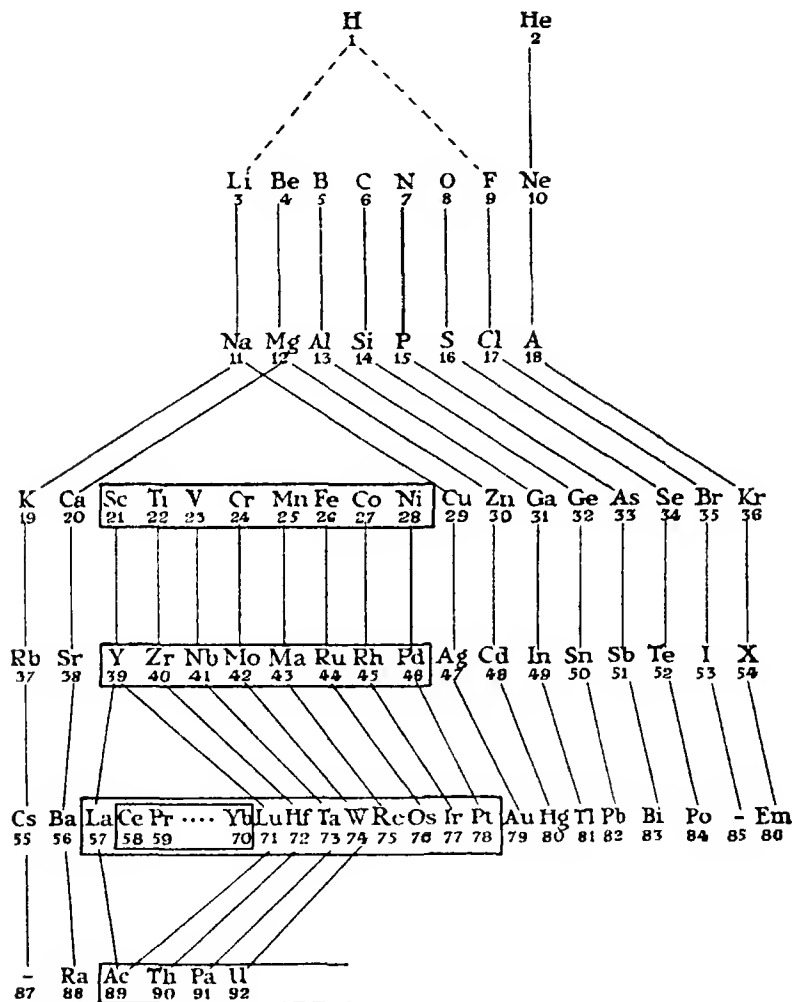 H He
1 2
Li Be B C N O F Ne
3 4 5 6 7 8 9 10
Na Mg Al Si P S Cl A
11 12 13 14 15 16 17 18
K Ca Sc Ti V Cr Mn Fe Co Ni Cu Zn Ga Ge As Se Br Kr
19 20 21 22 23 24 25 26 27 28 29 30 31 32 33 34 35 36
Rb Sr Y Zr Nb Mo Ma Ru Rh Pd Ag Cd In Sn Sb Te I X
37 38 39 40 41 42 43 44 45 46 47 48 49 50 51 52 53 54
Cs Ba La Ce Pr .... Yb Lu Hf Ta W Re Os Ir Pt Au Hg Tl Pb Bi Po – Em
55 56 57 58 59 70 71 72 73 74 75 76 77 78 79 80 81 82 83 84 85 80
– Ra Ac Th Pa U
87 88 89 90 91 92